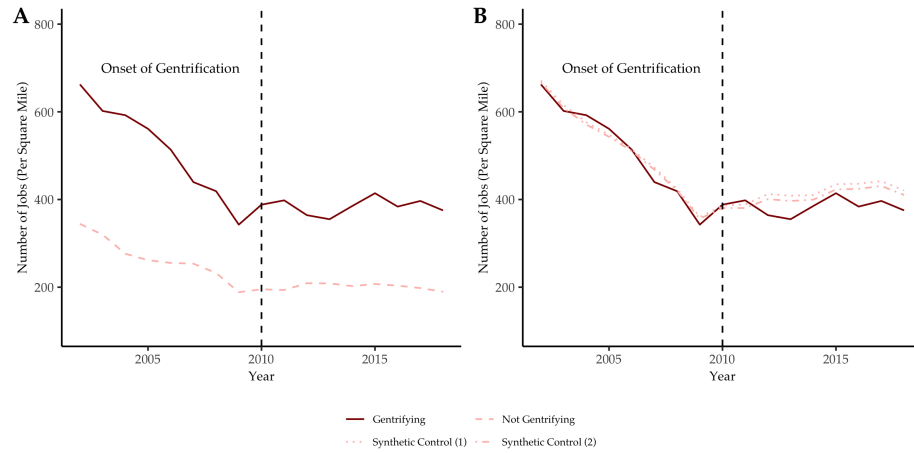 A
B
800
600
400
200
Number of Jobs (Per Square Mile)
Onset of Gentrification
2005
2010
2015
Year
800
600
400
200
Number of Jobs (Per Square Mile)
Onset of Gentrification
2005
2010
2015
Year
Gentrifying
Not Gentrifying
Synthetic Control (1)
Synthetic Control (2)